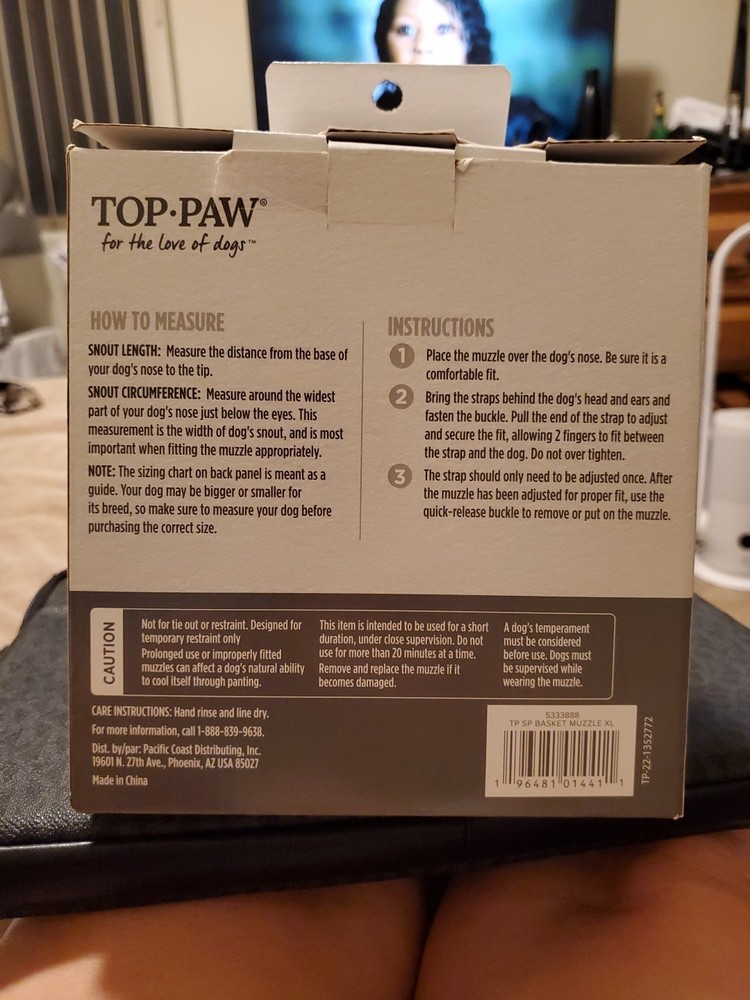 TOP•PAW®
for the love of dogs™
HOW TO MEASURE
SNOUT LENGTH: Measure the distance from the base of
your dog's nose to the tip.
SNOUT CIRCUMFERENCE: Measure around the widest
part of your dog's nose just below the eyes. This
measurement is the width of dog's snout, and is most
important when fitting the muzzle appropriately.
NOTE: The sizing chart on back panel is meant as a
guide. Your dog may be bigger or smaller for
its breed, so make sure to measure your dog before
purchasing the correct size.
INSTRUCTIONS
1 Place the muzzle over the dog's nose. Be sure it is a
comfortable fit.
2 Bring the straps behind the dog's head and ears and
fasten the buckle. Pull the end of the strap to adjust
and secure the fit, allowing 2 fingers to fit between
the strap and the dog. Do not over tighten.
3 The strap should only need to be adjusted once. After
the muzzle has been adjusted for proper fit, use the
quick-release buckle to remove or put on the muzzle.
CAUTION
Not for tie out or restraint. Designed for
temporary restraint only
Prolonged use or improperly fitted
muzzles can affect a dog's natural ability
to cool itself through panting.
This item is intended to be used for a short
duration, under close supervision. Do not
use for more than 20 minutes at a time.
Remove and replace the muzzle if it
becomes damaged.
A dog's temperament
must be considered
before use. Dogs must
be supervised while
wearing the muzzle.
CARE INSTRUCTIONS: Hand rinse and line dry.
For more information, call 1-888-839-9638.
Dist. by/par: Pacific Coast Distributing, Inc.
19601 N. 27th Ave., Phoenix, AZ USA 85027
Made in China
5333888
TP SP BASKET MUZZLE XL
1 96481 01441 1
TP-22-1352772